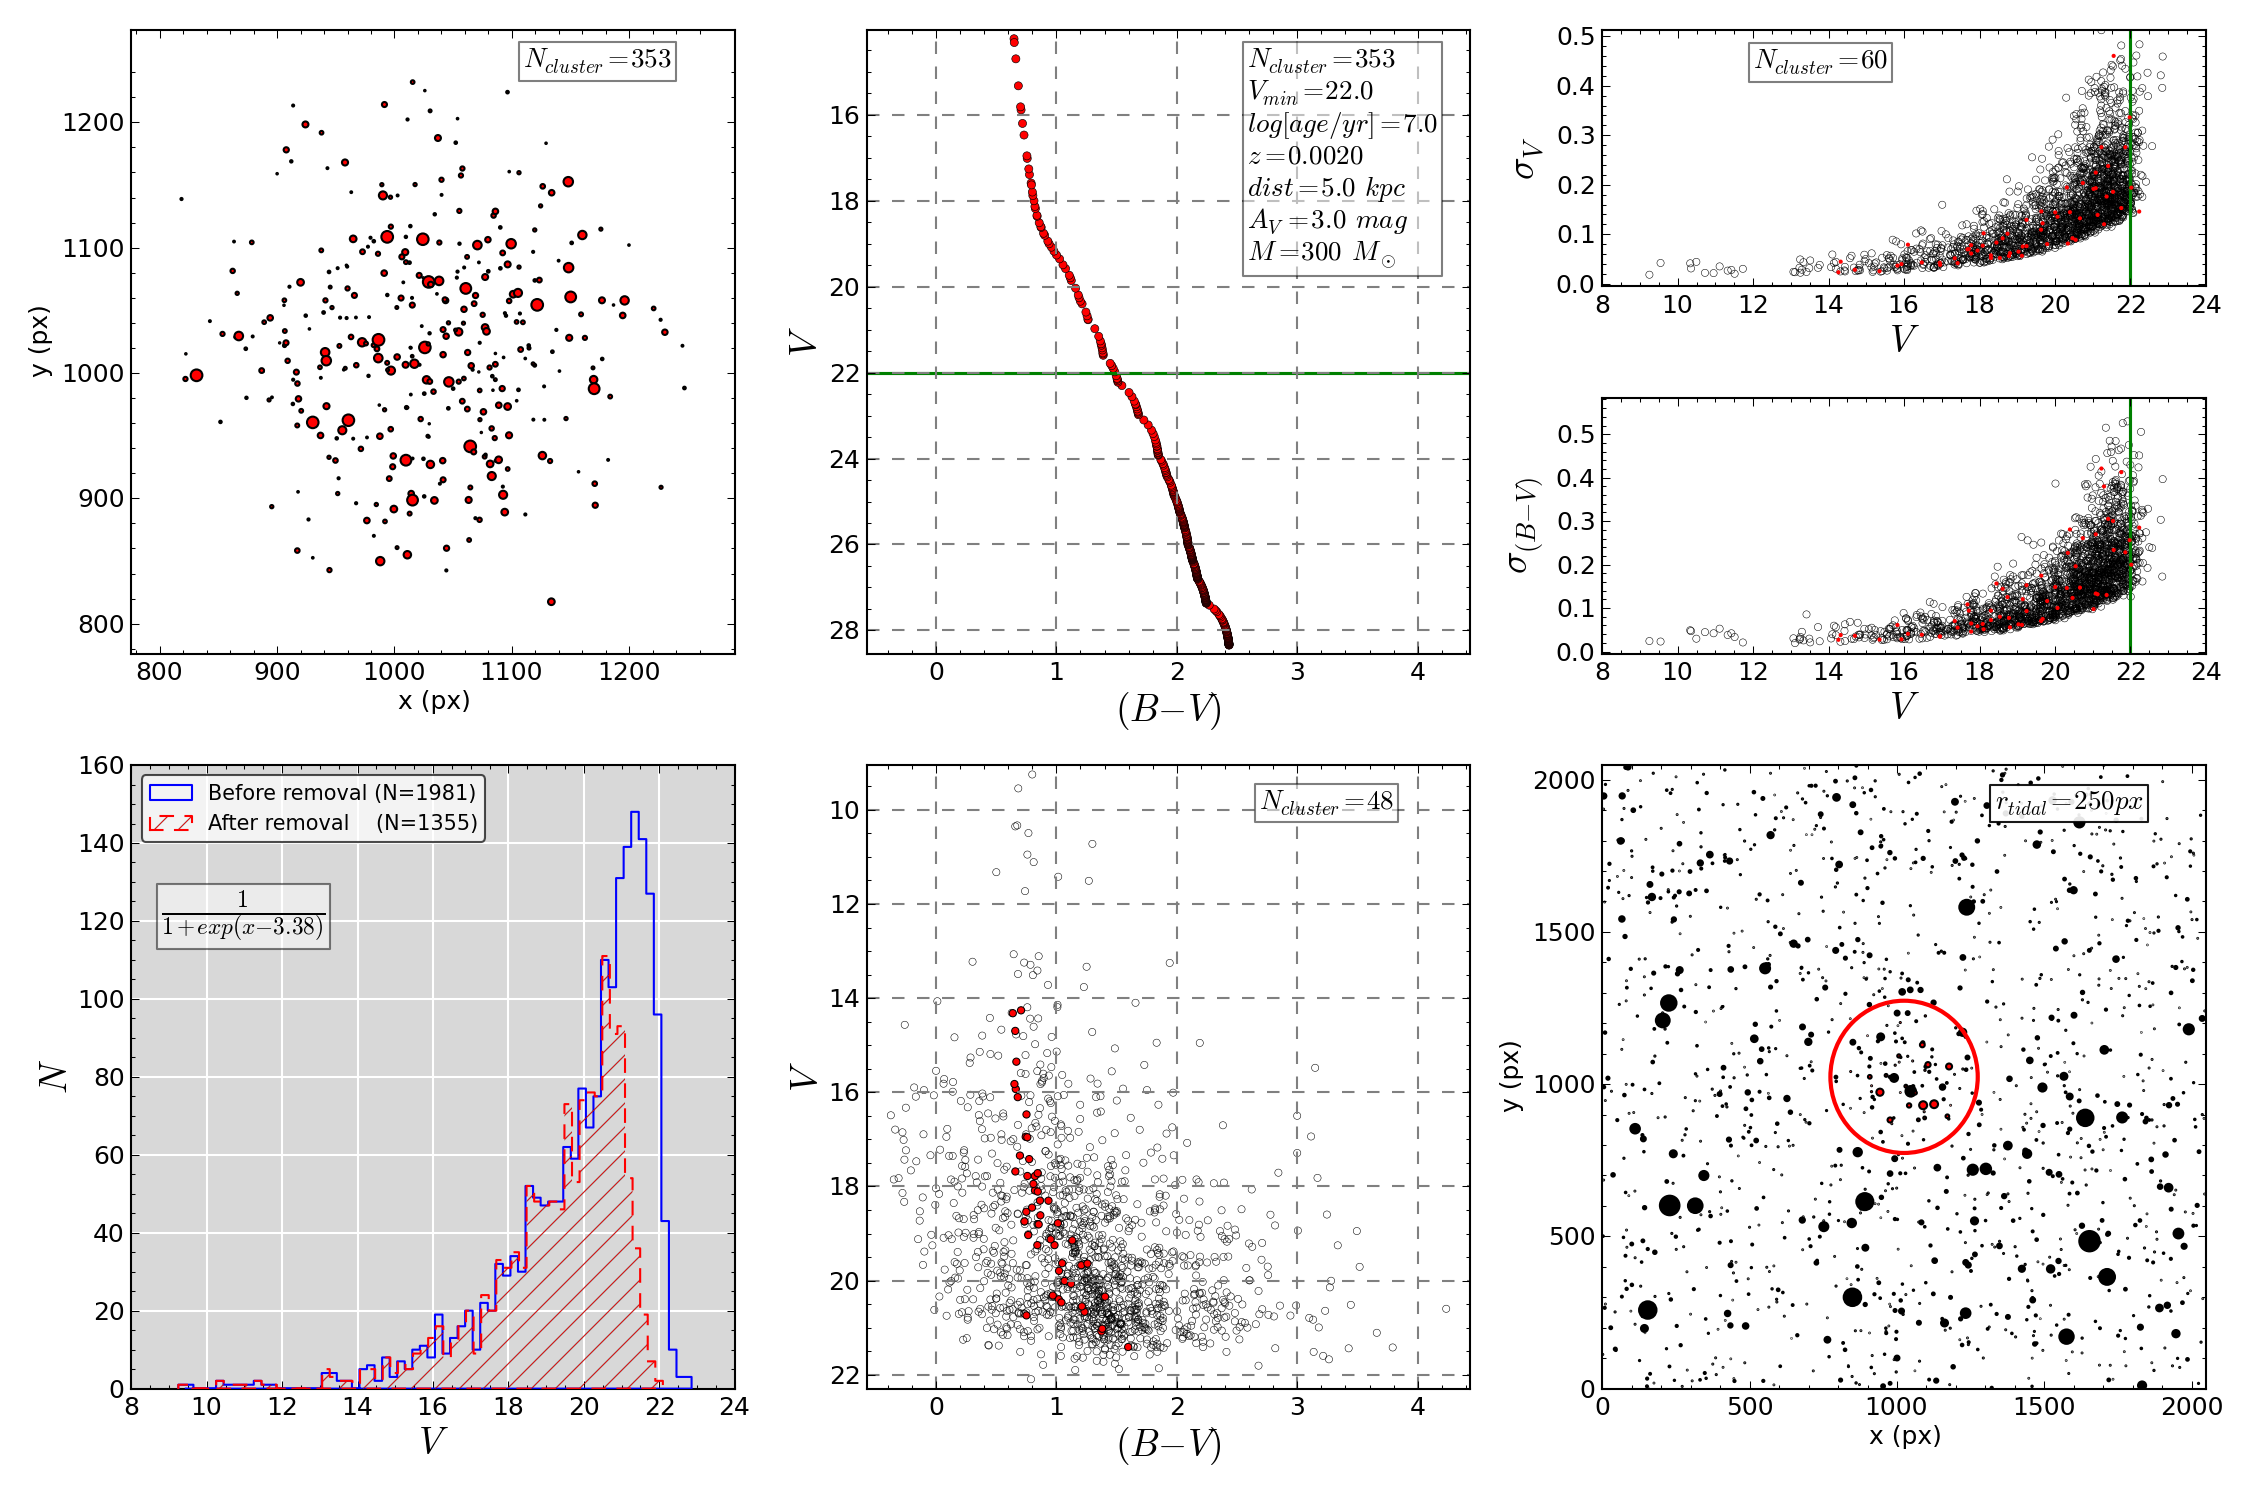 N_cluster=353
1200
1100
1000
900
800
y (px)
800 900 1000 1100 1200
x (px)
N_cluster=353
V_min=22.0
log[age/yr]=7.0
z=0.0020
dist=5.0 kpc
A_V=3.0 mag
M=300 M_⊙
16
18
20
22
24
26
28
V
0 1 2 3 4
(B−V)
N_cluster=60
0.5
0.4
0.3
0.2
0.1
0.0
σ_V
8 10 12 14 16 18 20 22 24
V
0.5
0.4
0.3
0.2
0.1
0.0
σ_(B−V)
8 10 12 14 16 18 20 22 24
V
Before removal (N=1981)
After removal (N=1355)
1
1+exp(x−3.38)
160
140
120
100
80
60
40
20
0
N
8 10 12 14 16 18 20 22 24
V
N_cluster=48
10
12
14
16
18
20
22
V
0 1 2 3 4
(B−V)
r_tidal=250px
2000
1500
1000
500
0
y (px)
0 500 1000 1500 2000
x (px)